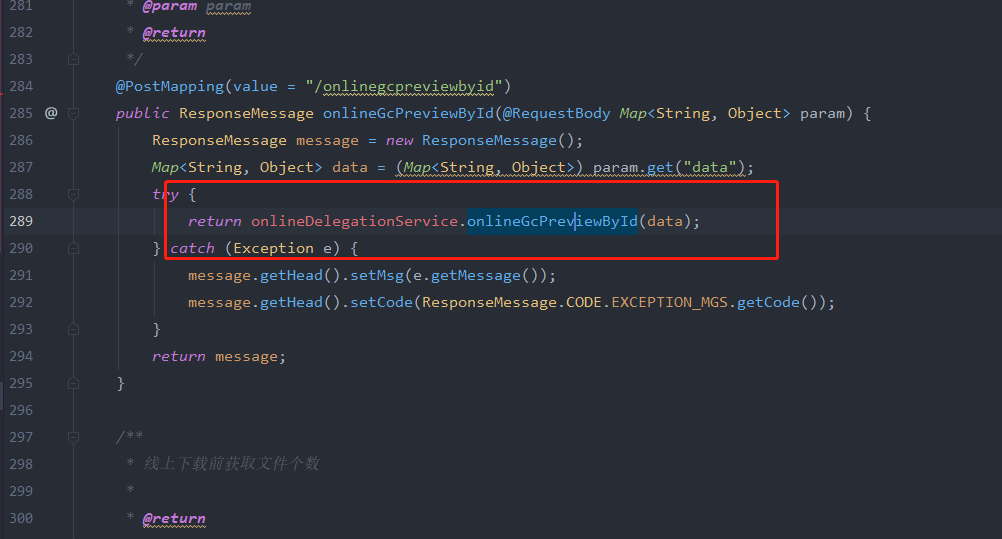 281 * @param param
282 * @return
283 */
284 @PostMapping(value = "/onlinegcpreviewbyid")
285 @ public ResponseMessage onlineGcPreviewById(@RequestBody Map<String, Object> param) {
286 ResponseMessage message = new ResponseMessage();
287 Map<String, Object> data = (Map<String, Object>) param.get("data");
288 try {
289 return onlineDelegationService.onlineGcPreviewById(data);
290 } catch (Exception e) {
291 message.getHead().setMsg(e.getMessage());
292 message.getHead().setCode(ResponseMessage.CODE.EXCEPTION_MGS.getCode());
293 }
294 return message;
295 }
296
297 /**
298 * 线上下载前获取文件个数
299 *
300 * @return